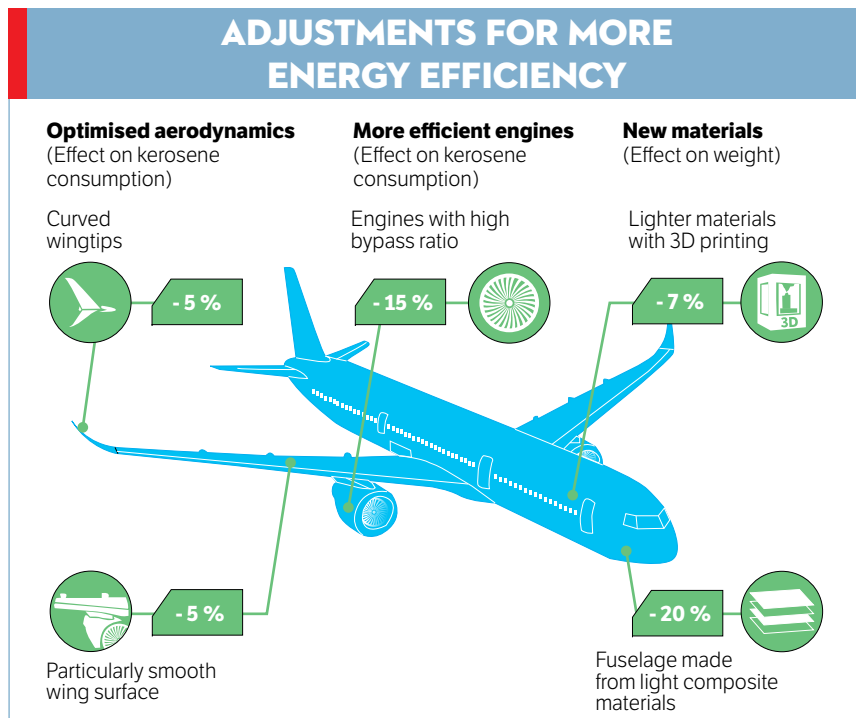 ADJUSTMENTS FOR MORE
ENERGY EFFICIENCY
Optimised aerodynamics
(Effect on kerosene
consumption)
Curved
wingtips
- 5 %
- 5 %
Particularly smooth
wing surface
More efficient engines
(Effect on kerosene
consumption)
Engines with high
bypass ratio
- 15 %
New materials
(Effect on weight)
Lighter materials
with 3D printing
- 7 %
3D
- 20 %
Fuselage made
from light composite
materials